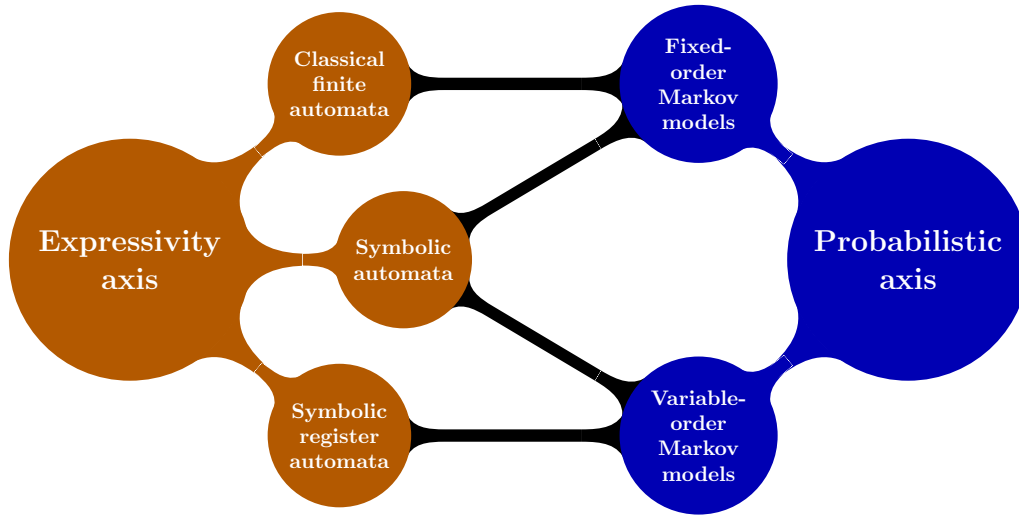 Classical
finite
automata
Fixed-
order
Markov
models
Expressivity
axis
Symbolic
automata
Probabilistic
axis
Symbolic
register
automata
Variable-
order
Markov
models